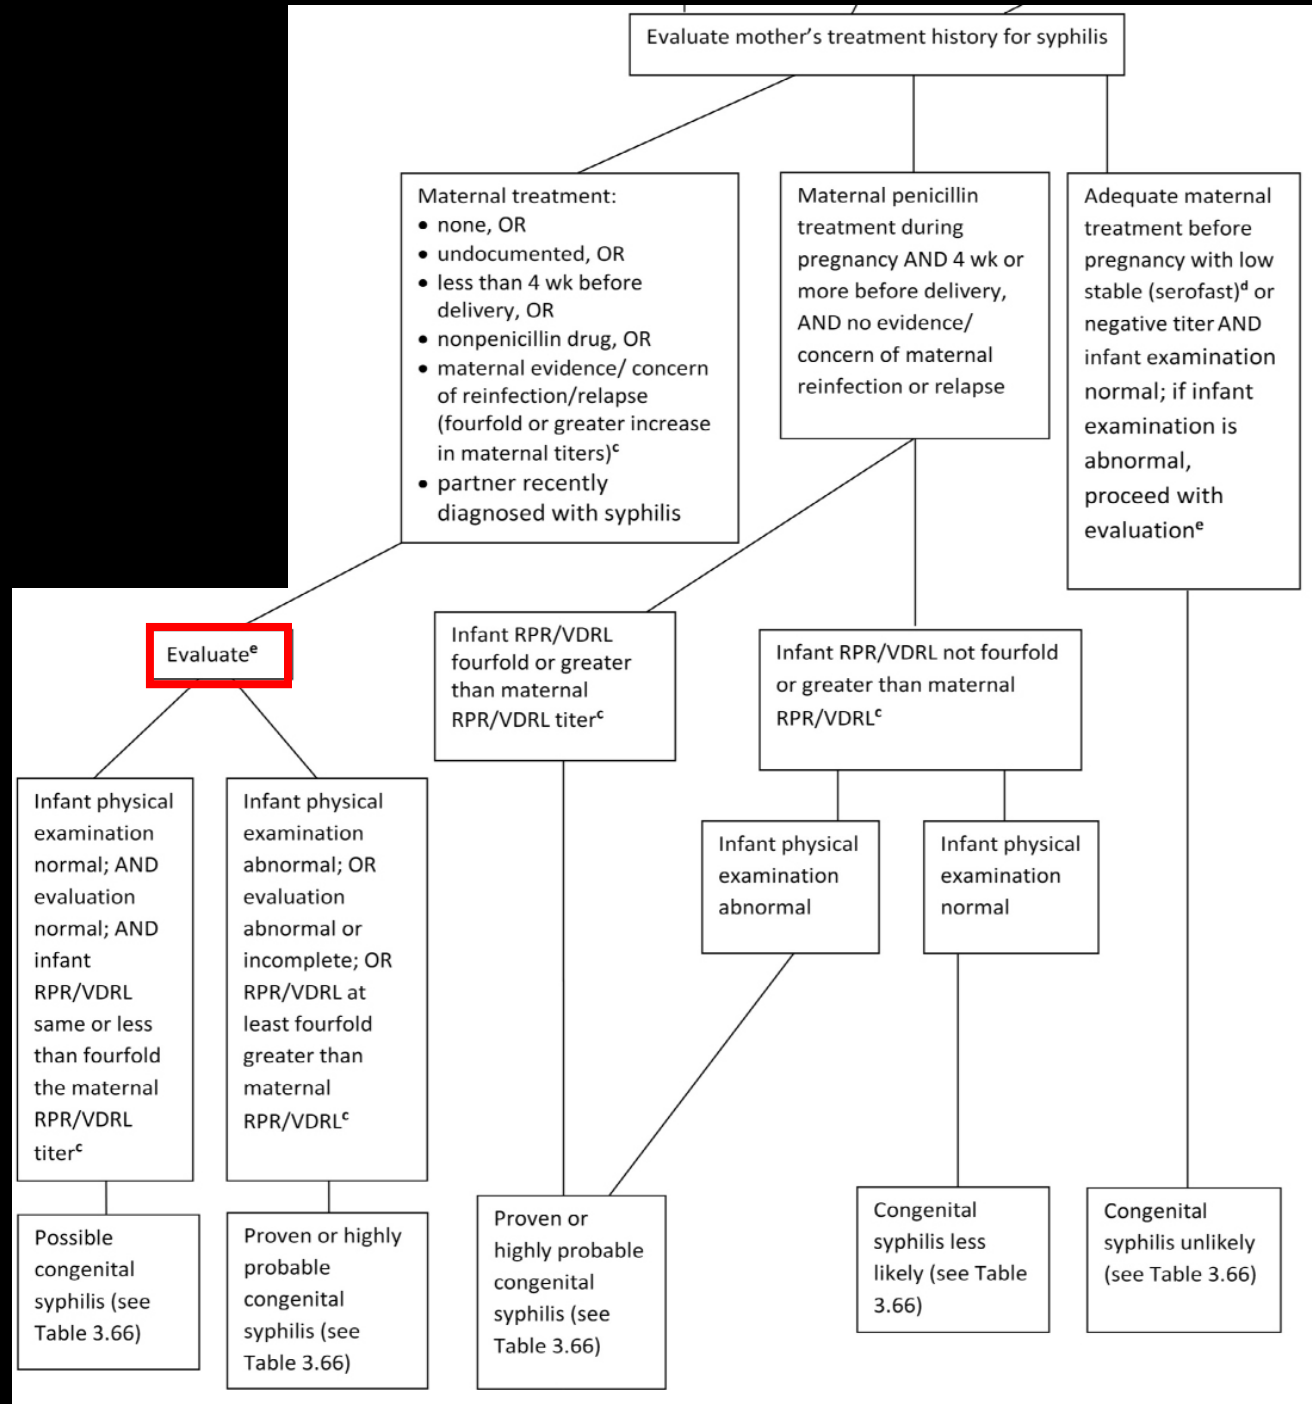 Evaluate mother's treatment history for syphilis
Maternal treatment:
• none, OR
• undocumented, OR
• less than 4 wk before
delivery, OR
• nonpenicillin drug, OR
• maternal evidence/ concern
of reinfection/relapse
(fourfold or greater increase
in maternal titers)ᶜ
• partner recently
diagnosed with syphilis
Maternal penicillin
treatment during
pregnancy AND 4 wk or
more before delivery,
AND no evidence/
concern of maternal
reinfection or relapse
Adequate maternal
treatment before
pregnancy with low
stable (serofast)ᵈ or
negative titer AND
infant examination
normal; if infant
examination is
abnormal,
proceed with
evaluationᵉ
Evaluateᵉ
Infant RPR/VDRL
fourfold or greater
than maternal
RPR/VDRL titerᶜ
Infant RPR/VDRL not fourfold
or greater than maternal
RPR/VDRLᶜ
Infant physical
examination
normal; AND
evaluation
normal; AND
infant
RPR/VDRL
same or less
than fourfold
the maternal
RPR/VDRL
titerᶜ
Infant physical
examination
abnormal; OR
evaluation
abnormal or
incomplete; OR
RPR/VDRL at
least fourfold
greater than
maternal
RPR/VDRLᶜ
Infant physical
examination
abnormal
Infant physical
examination
normal
Possible
congenital
syphilis (see
Table 3.66)
Proven or highly
probable
congenital
syphilis (see
Table 3.66)
Proven or
highly probable
congenital
syphilis (see
Table 3.66)
Congenital
syphilis less
likely (see Table
3.66)
Congenital
syphilis unlikely
(see Table 3.66)